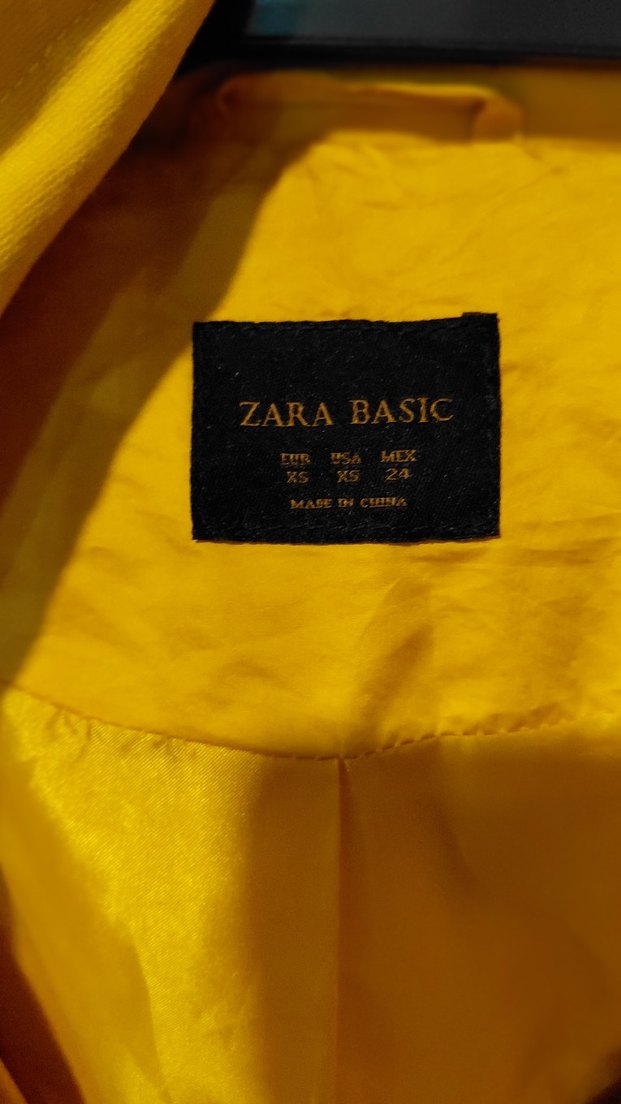 ZARA BASIC
EUR USA MEX
XS XS 24
MADE IN CHINA